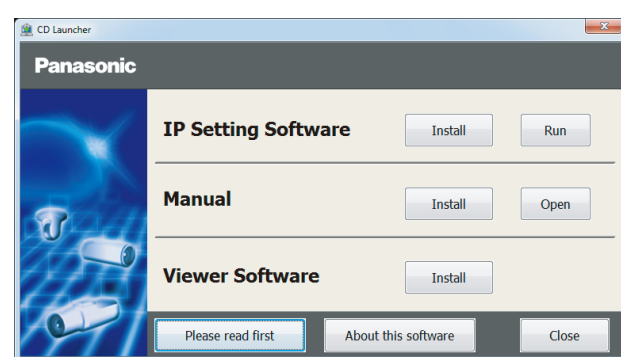 CD Launcher
Panasonic
IP Setting Software Install Run
Manual Install Open
Viewer Software Install
Please read first About this software Close